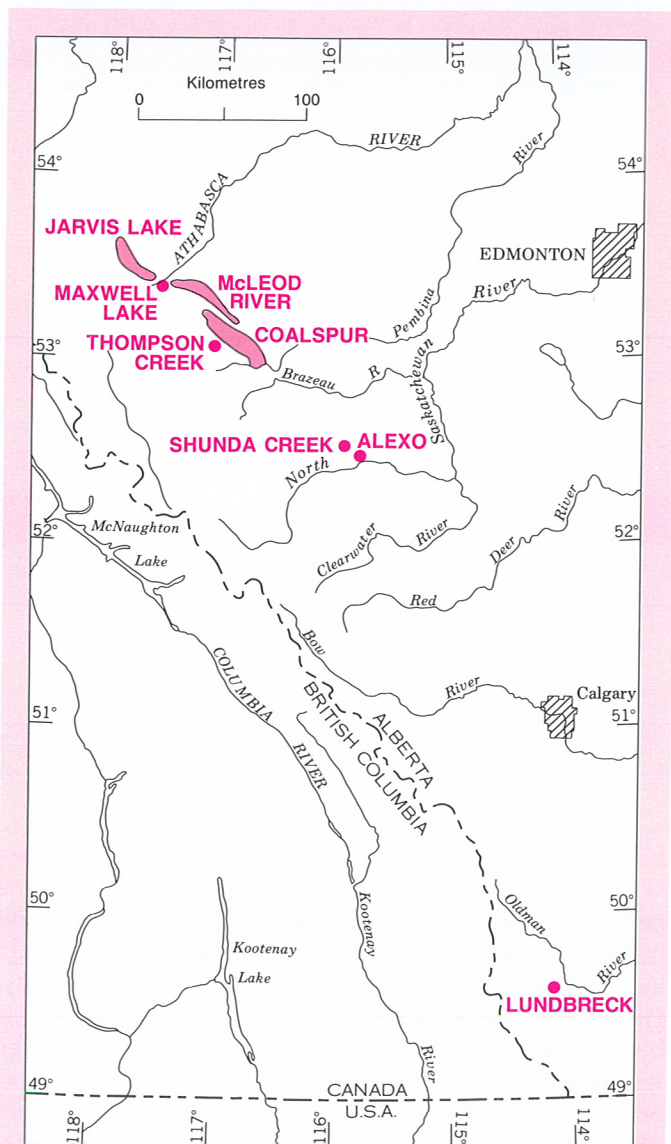 118°
117°
116°
115°
114°
Kilometres
0 100
RIVER
River
54°
54°
ATHABASCA
JARVIS LAKE
EDMONTON
MAXWELL
LAKE
McLEOD
RIVER
River
Pembina
THOMPSON
CREEK
COALSPUR
53°
53°
Brazeau R
Saskatchewan
SHUNDA CREEK
ALEXO
North
River
McNaughton
Lake
52°
52°
Clearwater River
Deer
Red
Bow
River
Calgary
COLUMBIA
RIVER
51°
51°
ALBERTA
BRITISH COLUMBIA
50°
50°
Kootenay
Oldman
River
Kootenay
Lake
LUNDBRECK
River
49°
49°
CANADA
U.S.A.
118°
117°
116°
115°
114°